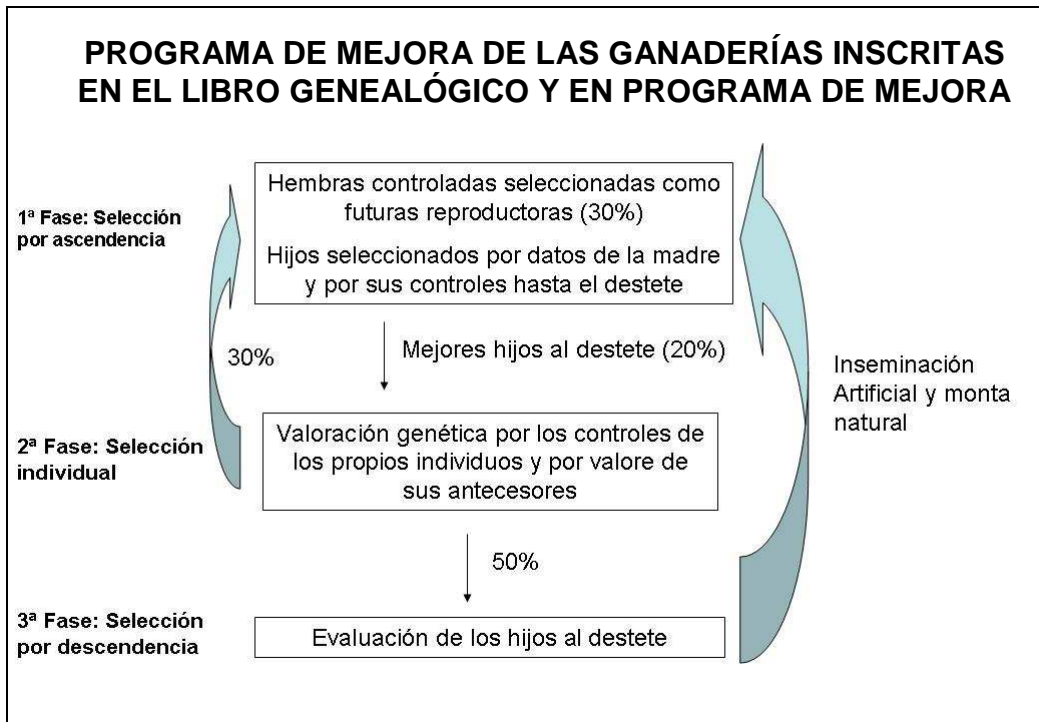 PROGRAMA DE MEJORA DE LAS GANADERÍAS INSCRITAS
EN EL LIBRO GENEALÓGICO Y EN PROGRAMA DE MEJORA
1ª Fase: Selección
por ascendencia
Hembras controladas seleccionadas como
futuras reproductoras (30%)
Hijos seleccionados por datos de la madre
y por sus controles hasta el destete
30%
Mejores hijos al destete (20%)
Inseminación
Artificial y monta
natural
2ª Fase: Selección
individual
Valoración genética por los controles de
los propios individuos y por valore de
sus antecesores
50%
3ª Fase: Selección
por descendencia
Evaluación de los hijos al destete